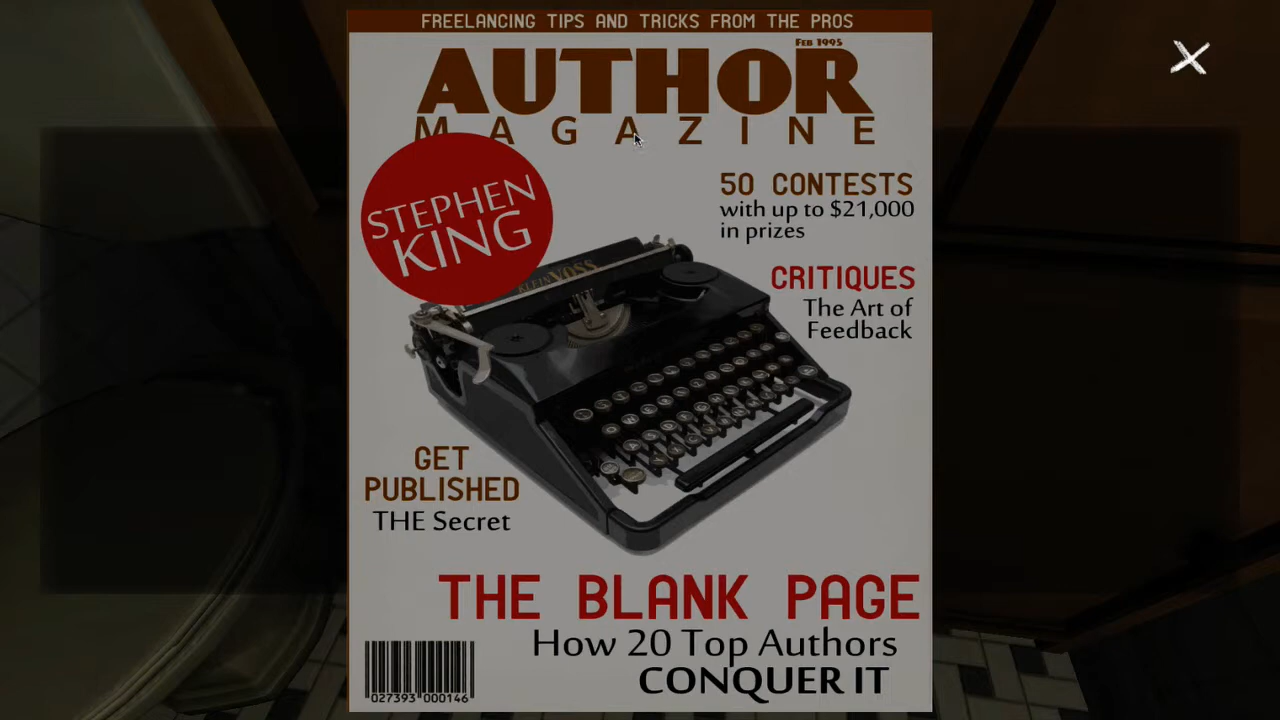 FREELANCING TIPS AND TRICKS FROM THE PROS
FEB 1995
AUTHOR
MAGAZINE
STEPHEN
KING
50 CONTESTS
with up to $21,000
in prizes
KLEINVOSS
CRITIQUES
The Art of
Feedback
GET
PUBLISHED
THE Secret
THE BLANK PAGE
How 20 Top Authors
CONQUER IT
027393 000146